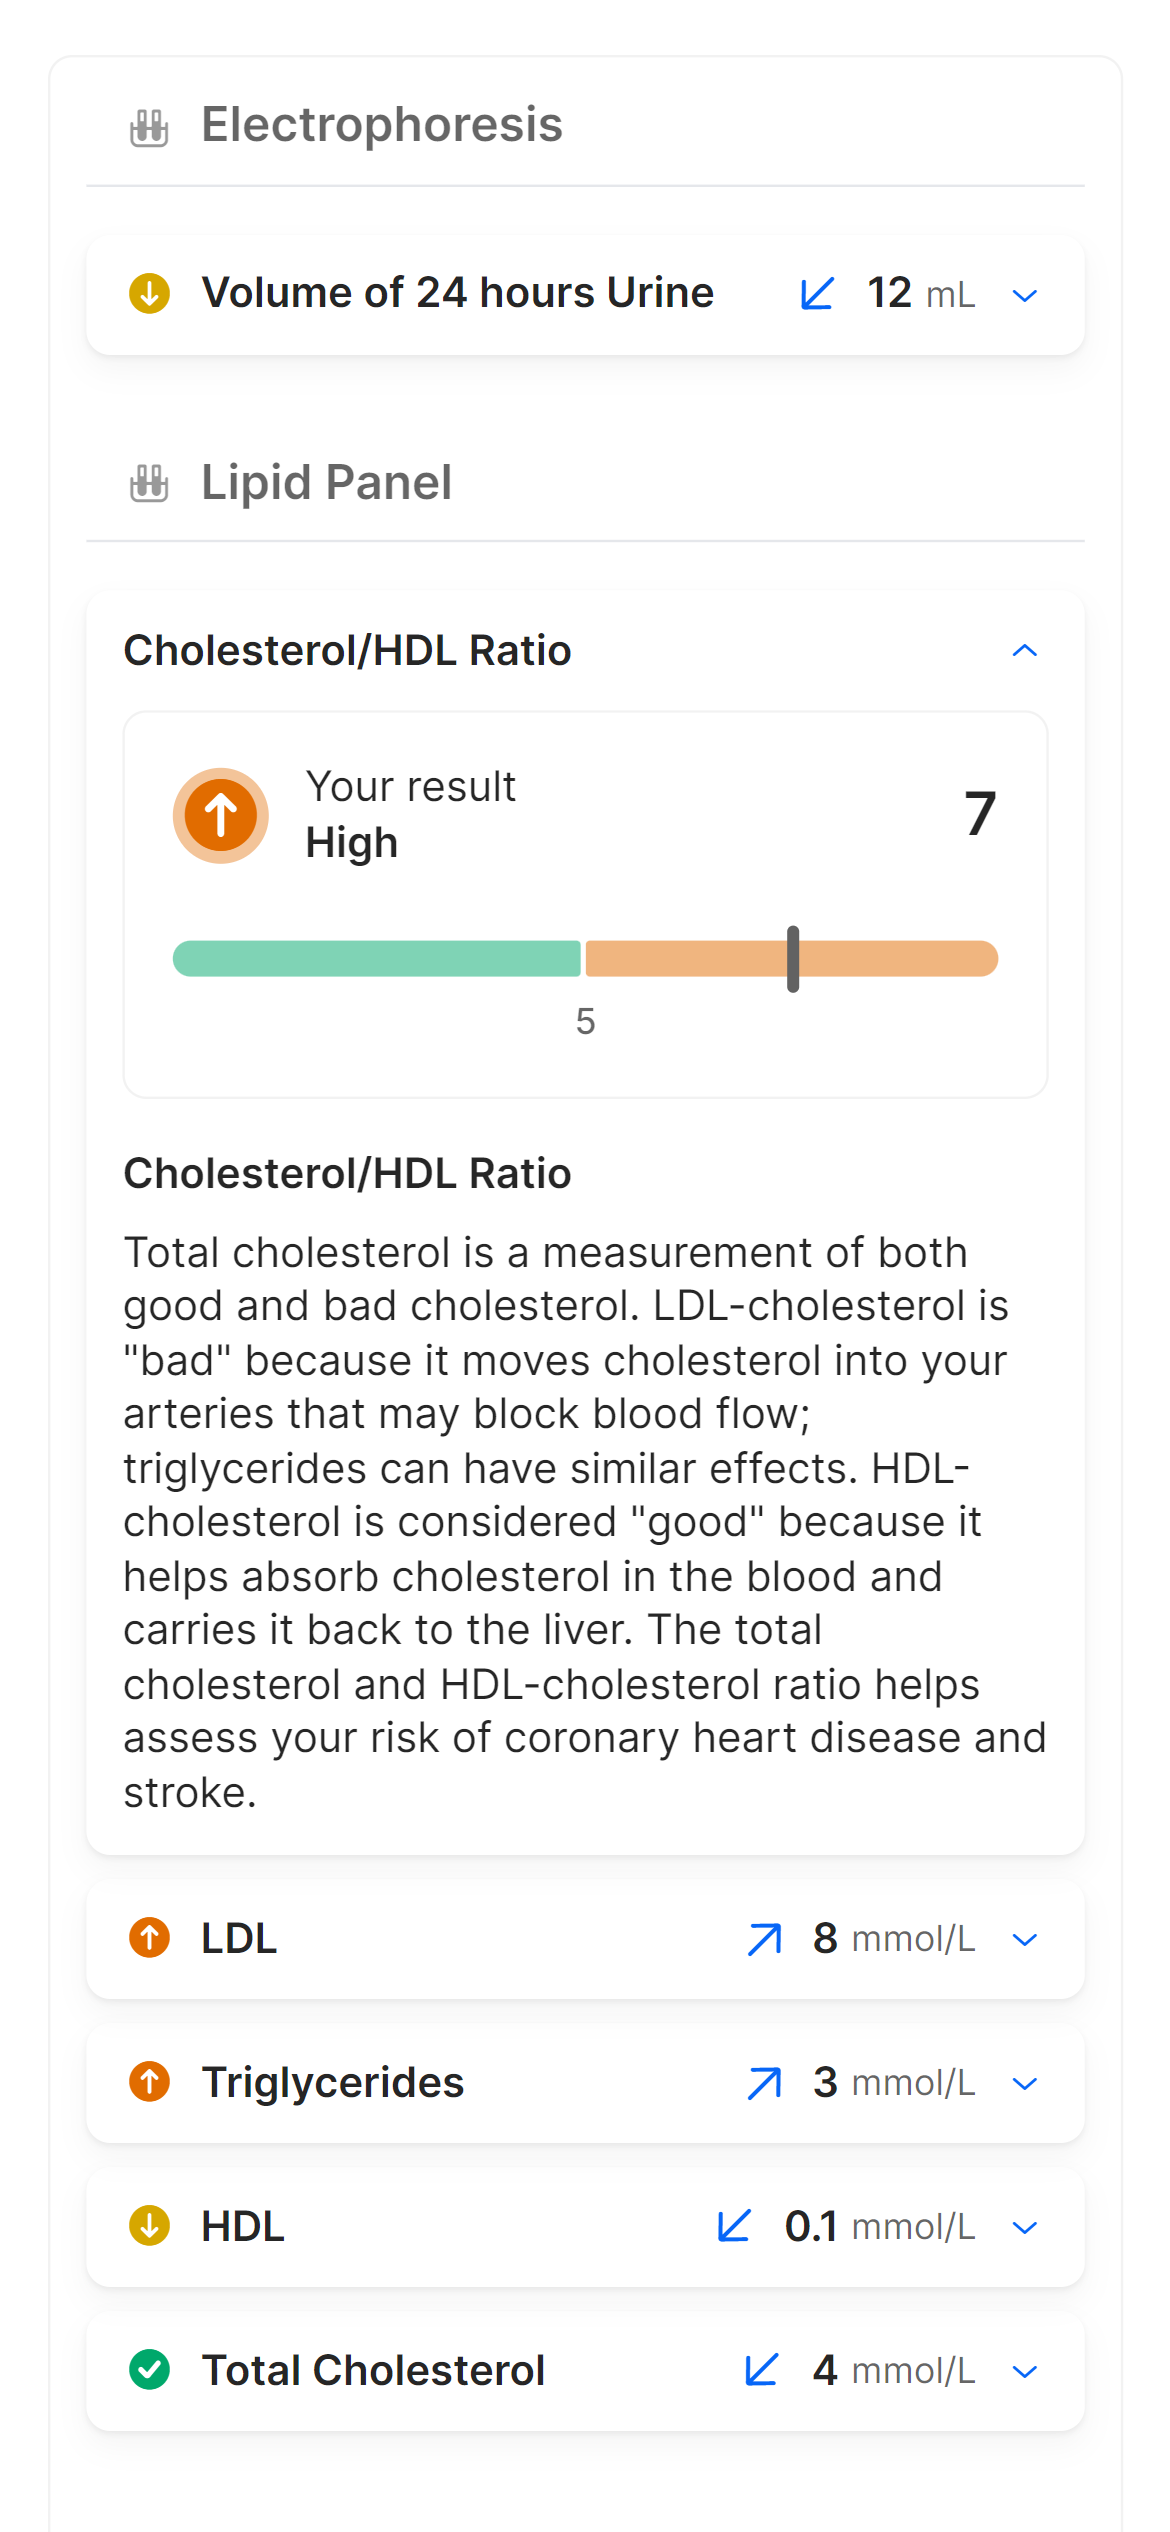 Electrophoresis
Volume of 24 hours Urine 12 mL
Lipid Panel
Cholesterol/HDL Ratio
Your result
High
7
5
Cholesterol/HDL Ratio
Total cholesterol is a measurement of both
good and bad cholesterol. LDL-cholesterol is
"bad" because it moves cholesterol into your
arteries that may block blood flow;
triglycerides can have similar effects. HDL-
cholesterol is considered "good" because it
helps absorb cholesterol in the blood and
carries it back to the liver. The total
cholesterol and HDL-cholesterol ratio helps
assess your risk of coronary heart disease and
stroke.
LDL 8 mmol/L
Triglycerides 3 mmol/L
HDL 0.1 mmol/L
Total Cholesterol 4 mmol/L